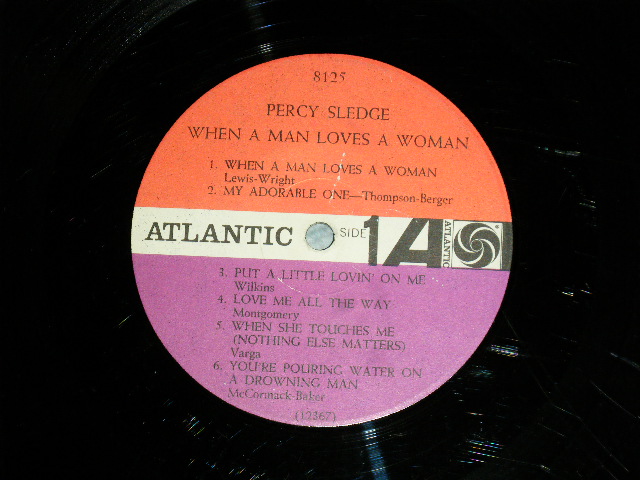 8125
PERCY SLEDGE
WHEN A MAN LOVES A WOMAN
1. WHEN A MAN LOVES A WOMAN
Lewis-Wright
2. MY ADORABLE ONE—Thompson-Berger
ATLANTIC SIDE 1 A ATLANTIC
3. PUT A LITTLE LOVIN' ON ME
Wilkins
4. LOVE ME ALL THE WAY
Montgomery
5. WHEN SHE TOUCHES ME
(NOTHING ELSE MATTERS)
Varga
6. YOU'RE POURING WATER ON
A DROWNING MAN
McCormack-Baker
(12367)